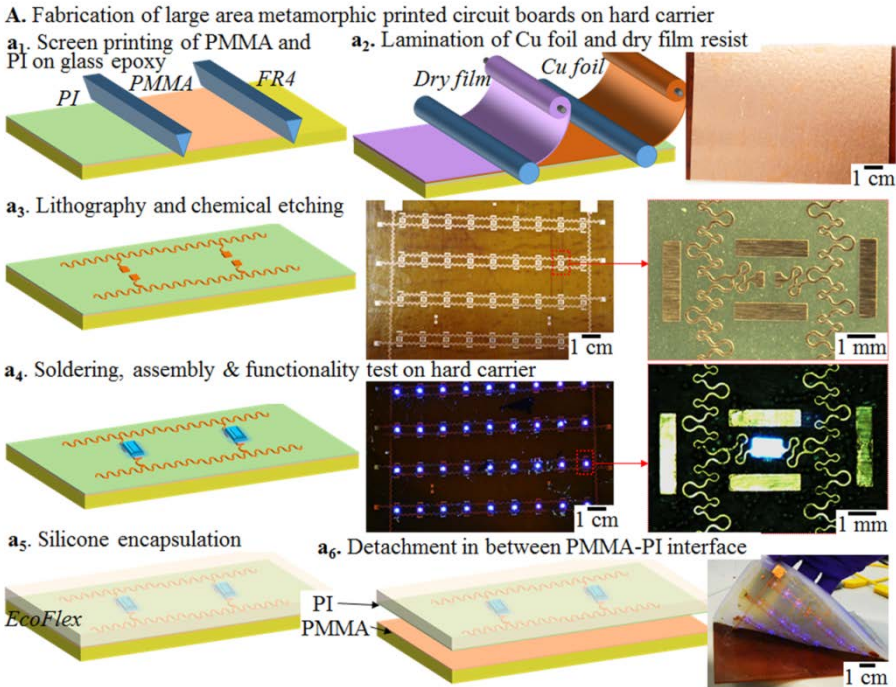 A. Fabrication of large area metamorphic printed circuit boards on hard carrier
a₁. Screen printing of PMMA and
PI on glass epoxy
PI
PMMA
FR4
a₂. Lamination of Cu foil and dry film resist
Dry film
Cu foil
1 cm
a₃. Lithography and chemical etching
1 cm
1 mm
a₄. Soldering, assembly & functionality test on hard carrier
1 cm
1 mm
a₅. Silicone encapsulation
EcoFlex
a₆. Detachment in between PMMA-PI interface
PI
PMMA
1 cm